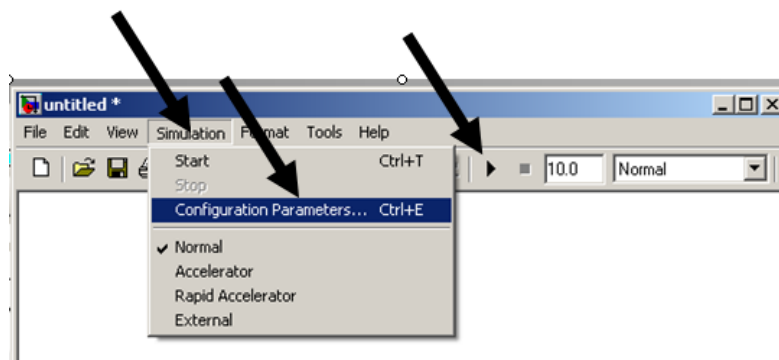 untitled *
File Edit View Simulation Format Tools Help
10.0 Normal
Start Ctrl+T
Stop
Configuration Parameters... Ctrl+E
Normal
Accelerator
Rapid Accelerator
External